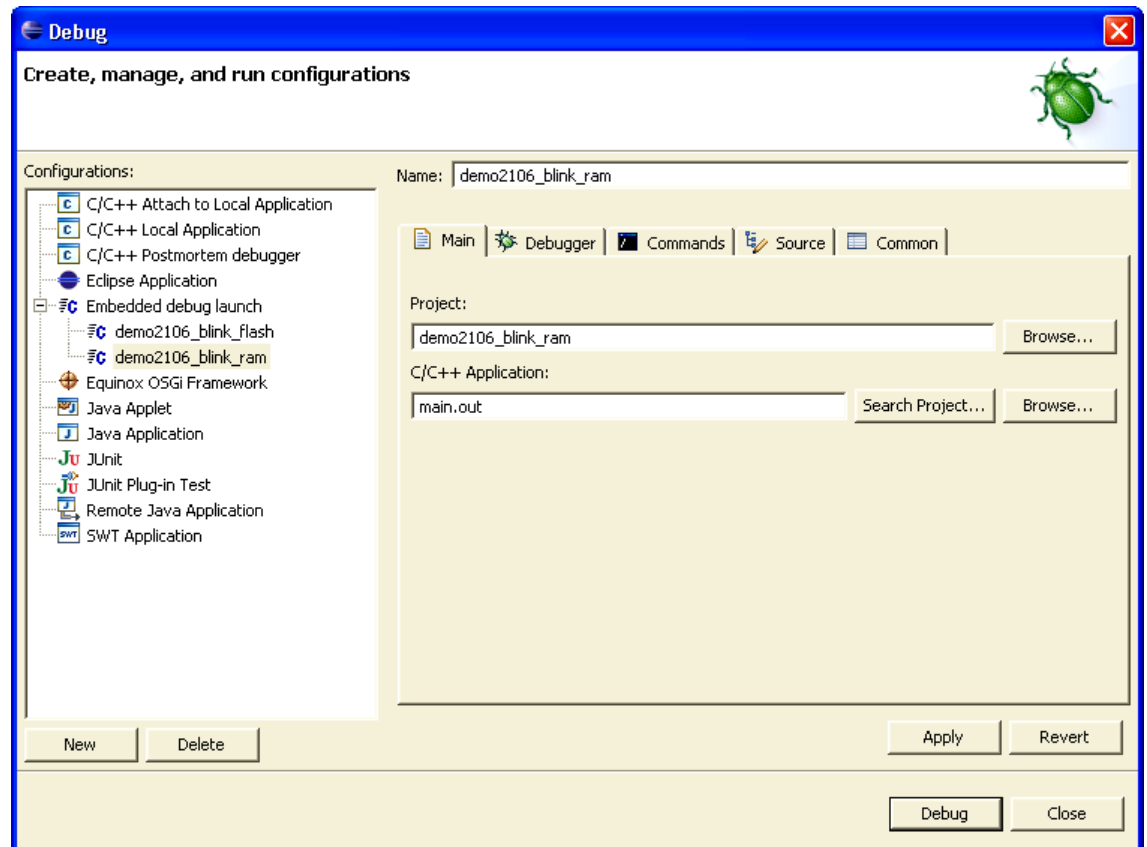 Debug
Create, manage, and run configurations
Configurations:
C/C++ Attach to Local Application
C/C++ Local Application
C/C++ Postmortem debugger
Eclipse Application
Embedded debug launch
demo2106_blink_flash
demo2106_blink_ram
Equinox OSGi Framework
Java Applet
Java Application
JUnit
JUnit Plug-in Test
Remote Java Application
SWT Application
New Delete
Name: demo2106_blink_ram
Main Debugger Commands Source Common
Project:
demo2106_blink_ram Browse...
C/C++ Application:
main.out Search Project... Browse...
Apply Revert
Debug Close